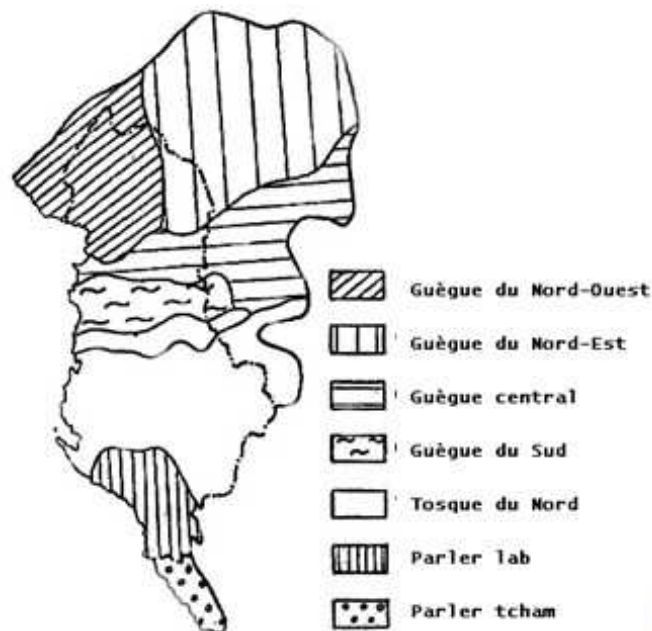 Guègue du Nord-Ouest
Guègue du Nord-Est
Guègue central
Guègue du Sud
Tosque du Nord
Parler lab
Parler tcham